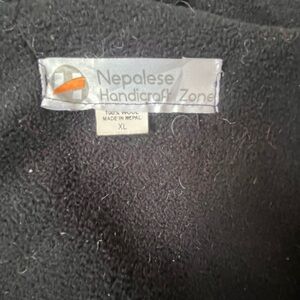 Nepalese
Handicraft Zone
100% WOOL
MADE IN NEPAL
XL